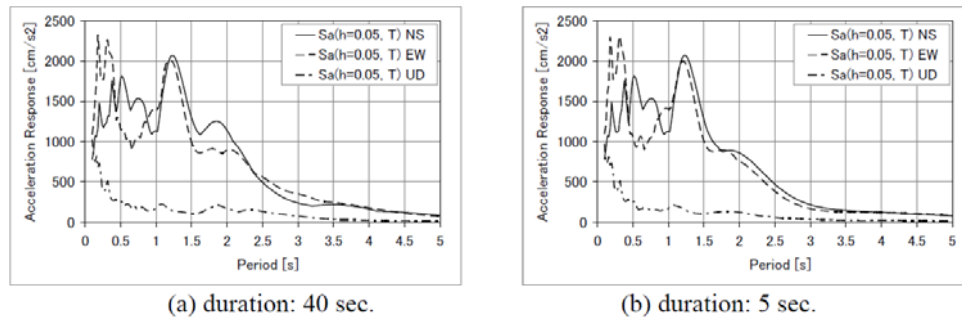 Acceleration Response [cm/s2]
2500
2000
1500
1000
500
0
Sa(h=0.05, T) NS
Sa(h=0.05, T) EW
Sa(h=0.05, T) UD
0 0.5 1 1.5 2 2.5 3 3.5 4 4.5 5
Period [s]
(a) duration: 40 sec.
Acceleration Response [cm/s2]
2500
2000
1500
1000
500
0
Sa(h=0.05, T) NS
Sa(h=0.05, T) EW
Sa(h=0.05, T) UD
0 0.5 1 1.5 2 2.5 3 3.5 4 4.5 5
Period [s]
(b) duration: 5 sec.